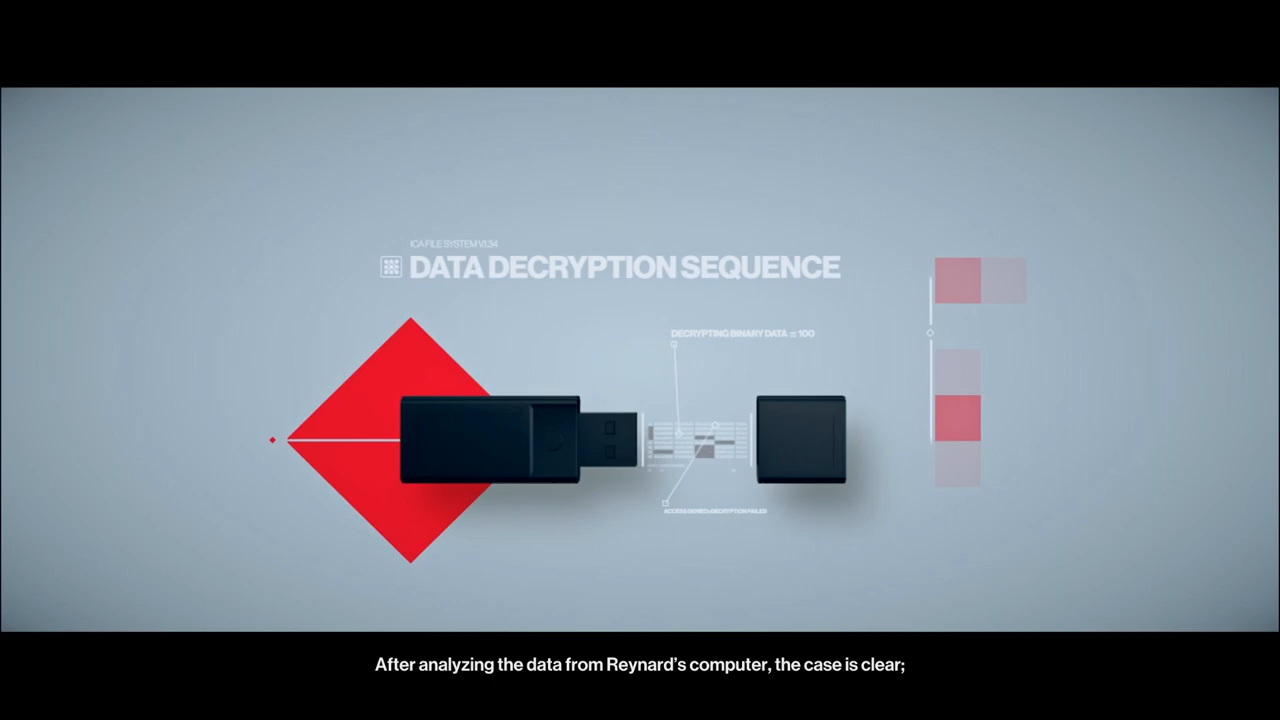 ICA FILE SYSTEM V.1.34
DATA DECRYPTION SEQUENCE
DECRYPTING BINARY DATA = 100
After analyzing the data from Reynard's computer, the case is clear;